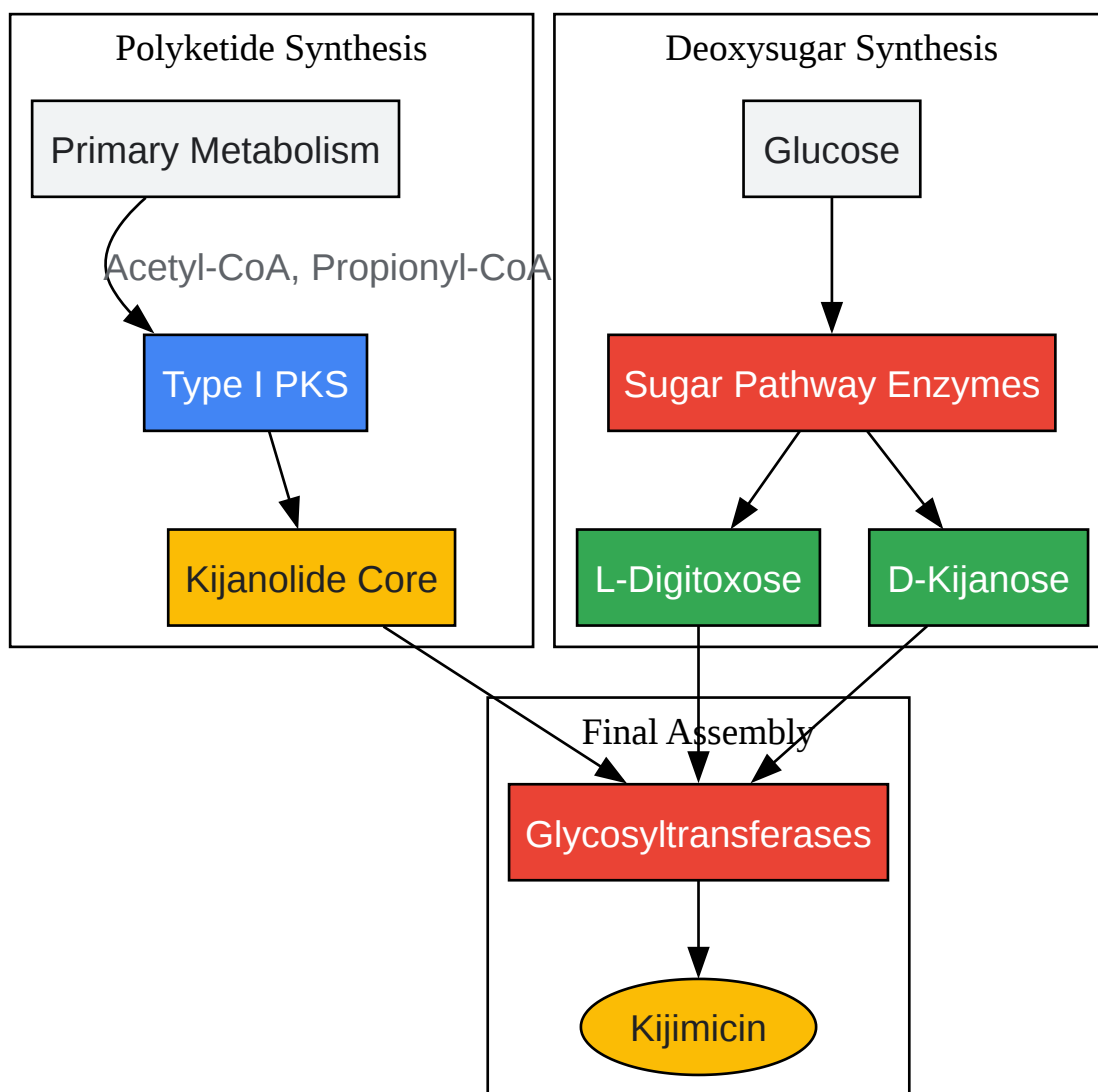 Polyketide Synthesis
Primary Metabolism
Acetyl-CoA, Propionyl-CoA
Type I PKS
Kijanolide Core
Deoxysugar Synthesis
Glucose
Sugar Pathway Enzymes
L-Digitoxose
D-Kijanose
Final Assembly
Glycosyltransferases
Kijimicin